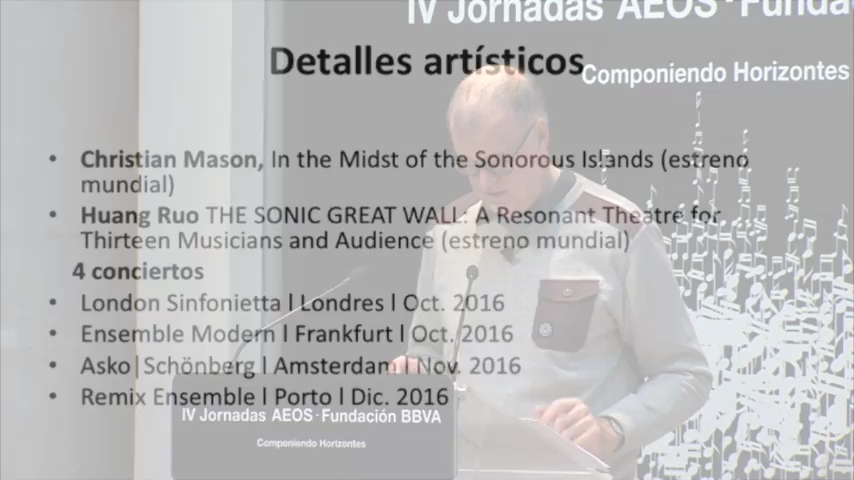 IV Jornadas AEOS · Funda
Componiendo Horizontes
Detalles artísticos
• Christian Mason, In the Midst of the Sonorous Islands (estreno
mundial)
• Huang Ruo THE SONIC GREAT WALL: A Resonant Theatre for
Thirteen Musicians and Audience (estreno mundial)
4 conciertos
• London Sinfonietta l Londres l Oct. 2016
• Ensemble Modern l Frankfurt l Oct. 2016
• Asko|Schönberg l Amsterdam l Nov. 2016
• Remix Ensemble l Porto l Dic. 2016
IV Jornadas AEOS · Fundación BBVA
Componiendo Horizontes